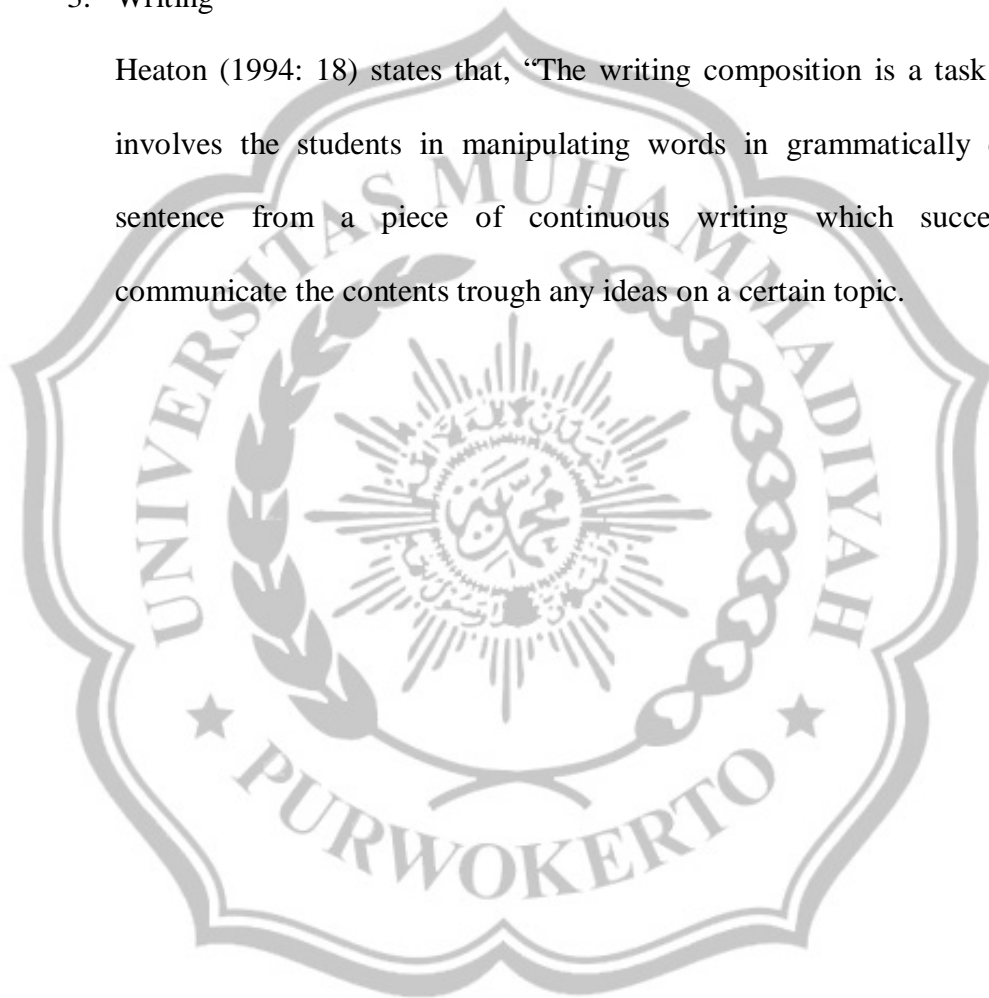 Writing
Heaton (1994: 18) states that, “The writing composition is a task
involves the students in manipulating words in grammatically
sentence from a piece of continuous writing which
communicate the contents trough any ideas on a certain topic.
UNIVERSITAS MUHAMMADIYAH
PURWOKERTO